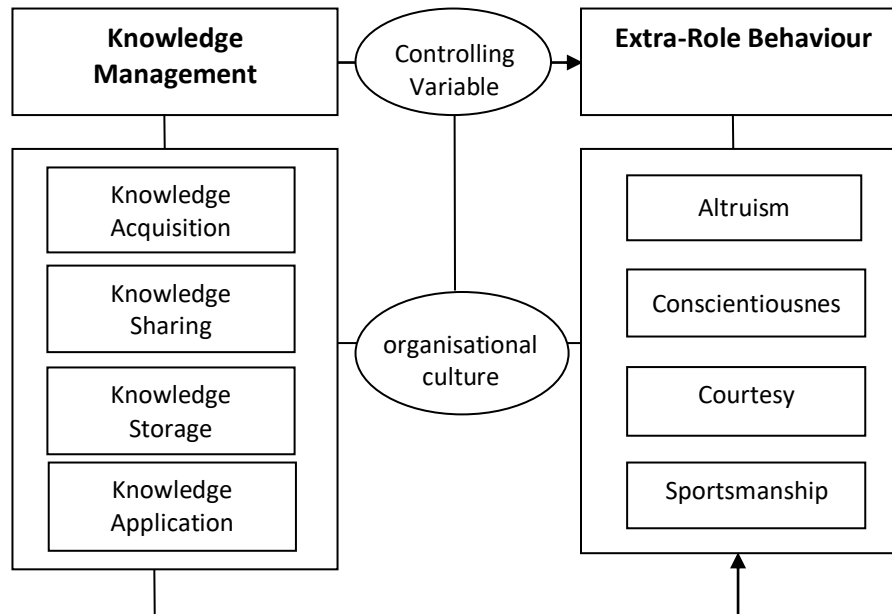 Knowledge
Management
Controlling
Variable
Extra-Role Behaviour
Knowledge
Acquisition
Knowledge
Sharing
Knowledge
Storage
Knowledge
Application
organisational
culture
Altruism
Conscientiousnes
Courtesy
Sportsmanship